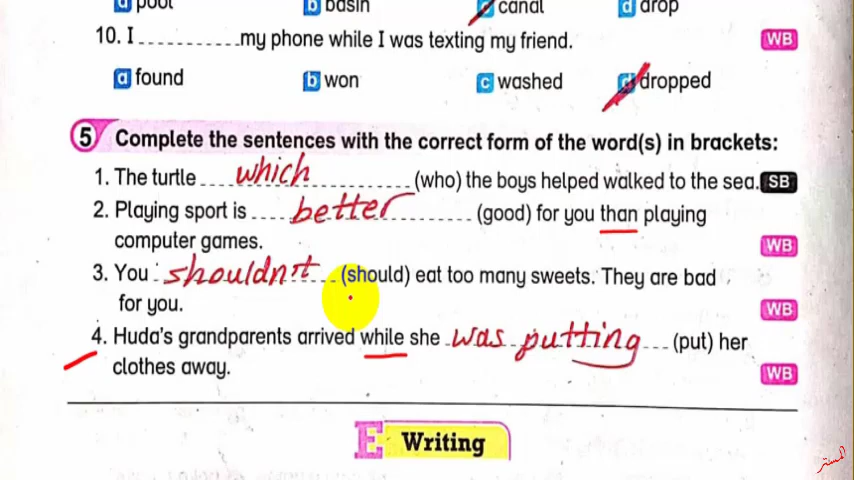 a pool b basin c canal d drop
10. I............my phone while I was texting my friend. WB
a found b won c washed d dropped
5 Complete the sentences with the correct form of the word(s) in brackets:
1. The turtle which (who) the boys helped walked to the sea. SB
2. Playing sport is better (good) for you than playing
computer games. WB
3. You shouldn't (should) eat too many sweets. They are bad
for you. WB
4. Huda's grandparents arrived while she was putting (put) her
clothes away. WB
E Writing
المستر